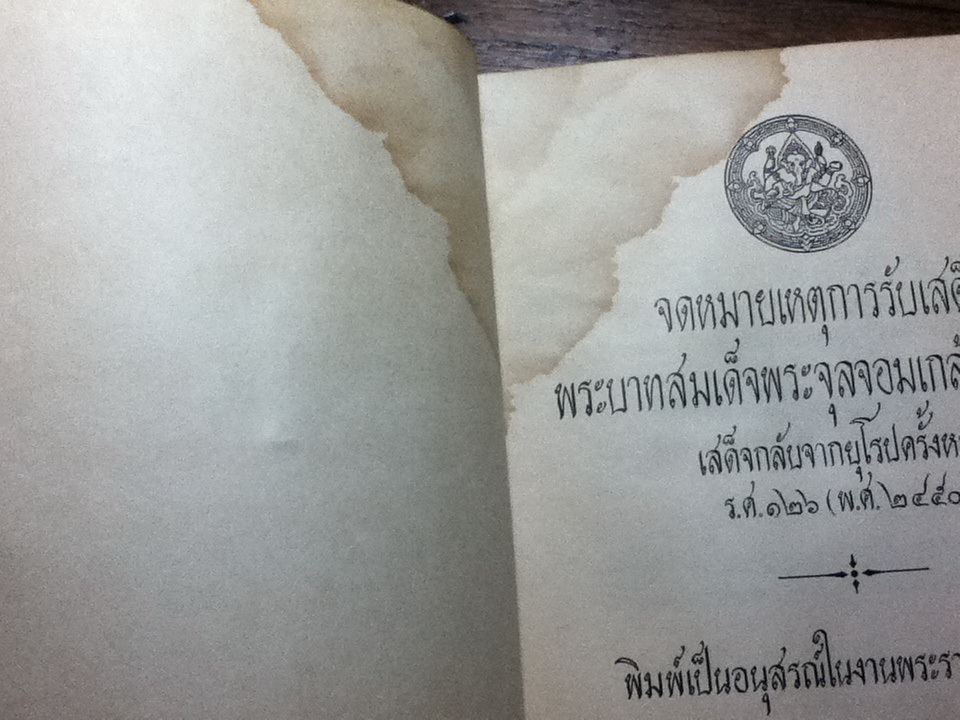 จดหมายเหตุการรับเสด็
พระบาทสมเด็จพระจุลจอมเกล้
เสด็จกลับจากยุโรปครั้งห
ร.ศ. ๑๒๖ (พ.ศ. ๒๔๕๐
พิมพ์เป็นอนุสรณ์ในงานพระรา